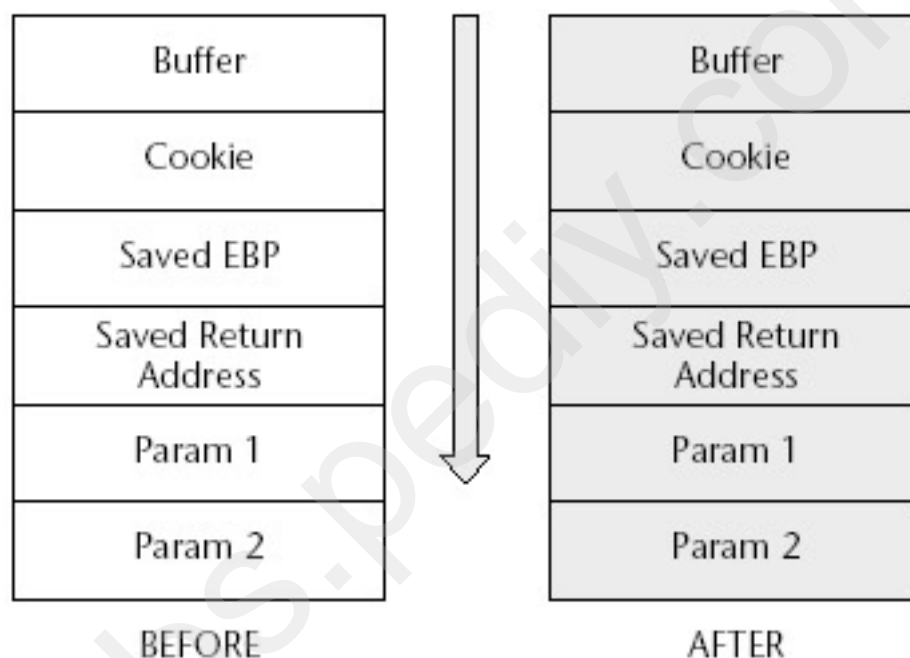 Buffer
Cookie
Saved EBP
Saved Return
Address
Param 1
Param 2
BEFORE
Buffer
Cookie
Saved EBP
Saved Return
Address
Param 1
Param 2
AFTER